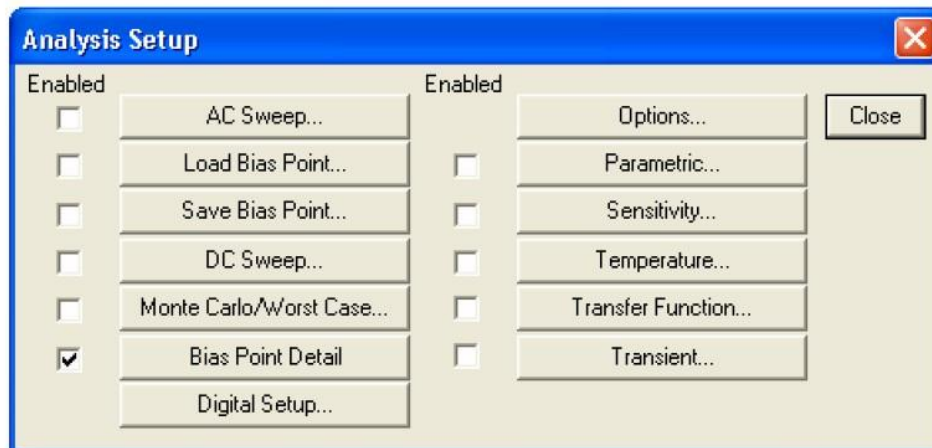 Analysis Setup
Enabled
Enabled
AC Sweep...
Options...
Close
Load Bias Point...
Parametric...
Save Bias Point...
Sensitivity...
DC Sweep...
Temperature...
Monte Carlo/Worst Case...
Transfer Function...
Bias Point Detail
Transient...
Digital Setup...